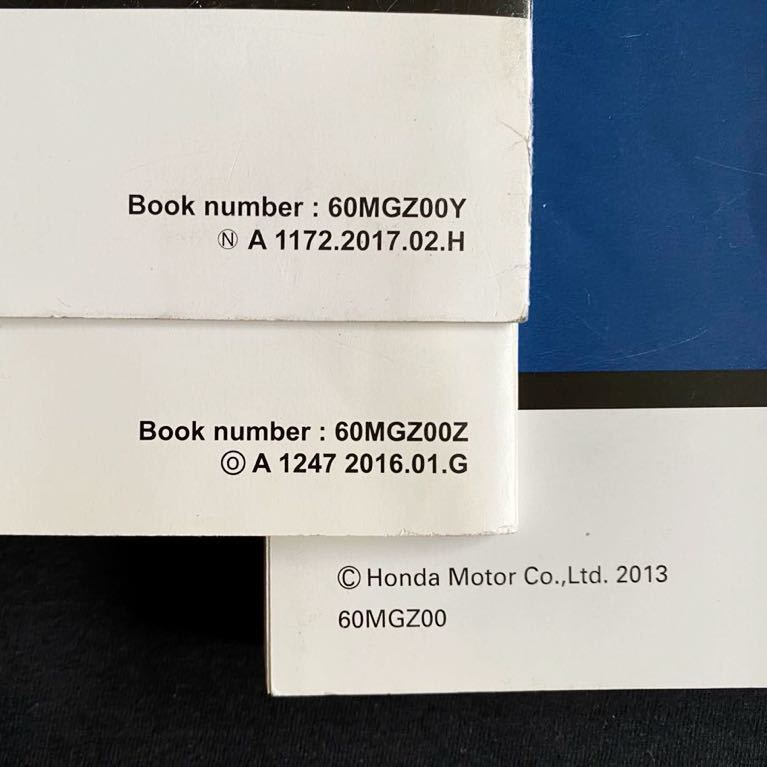 Book number : 60MGZ00Y
Ⓝ A 1172.2017.02.H
Book number : 60MGZ00Z
Ⓞ A 1247 2016.01.G
© Honda Motor Co.,Ltd. 2013
60MGZ00